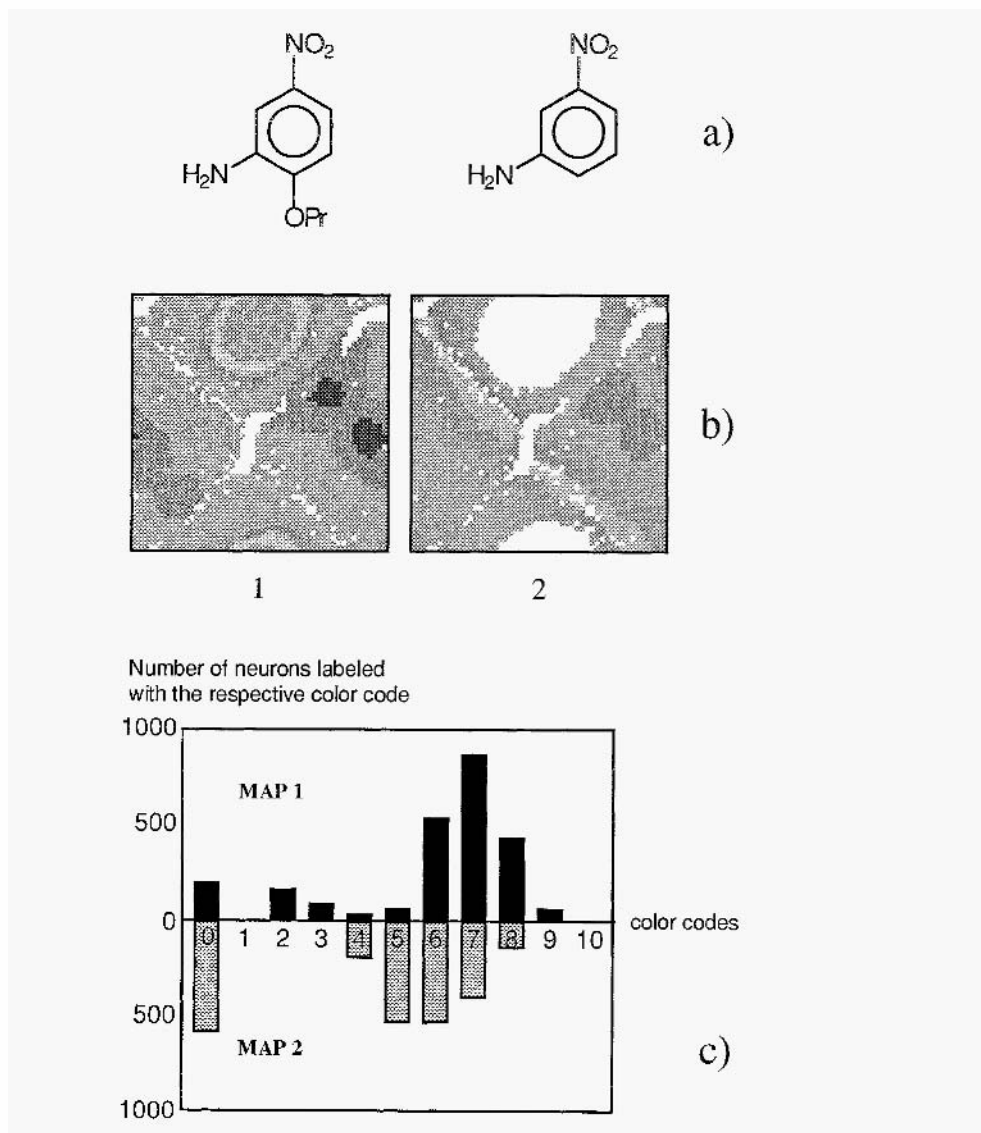 NO₂
NO₂
a)
H₂N
H₂N
OPr
b)
1
2
Number of neurons labeled
with the respective color code
1000
MAP 1
500
0
color codes
0 1 2 3 4 5 6 7 8 9 10
500
MAP 2
c)
1000